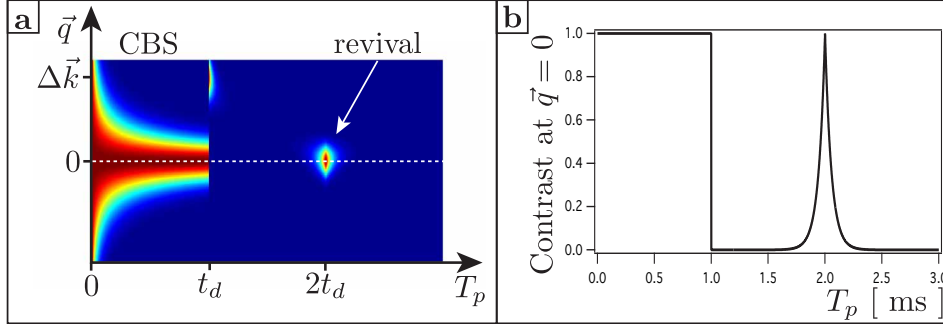 a
q⃗
CBS
revival
Δk⃗
0
0
t_d
2t_d
T_p
b
Contrast at q⃗ = 0
1.0
0.8
0.6
0.4
0.2
0.0
0.0 0.5 1.0 1.5 2.0 2.5 3.0
T_p [ ms ]